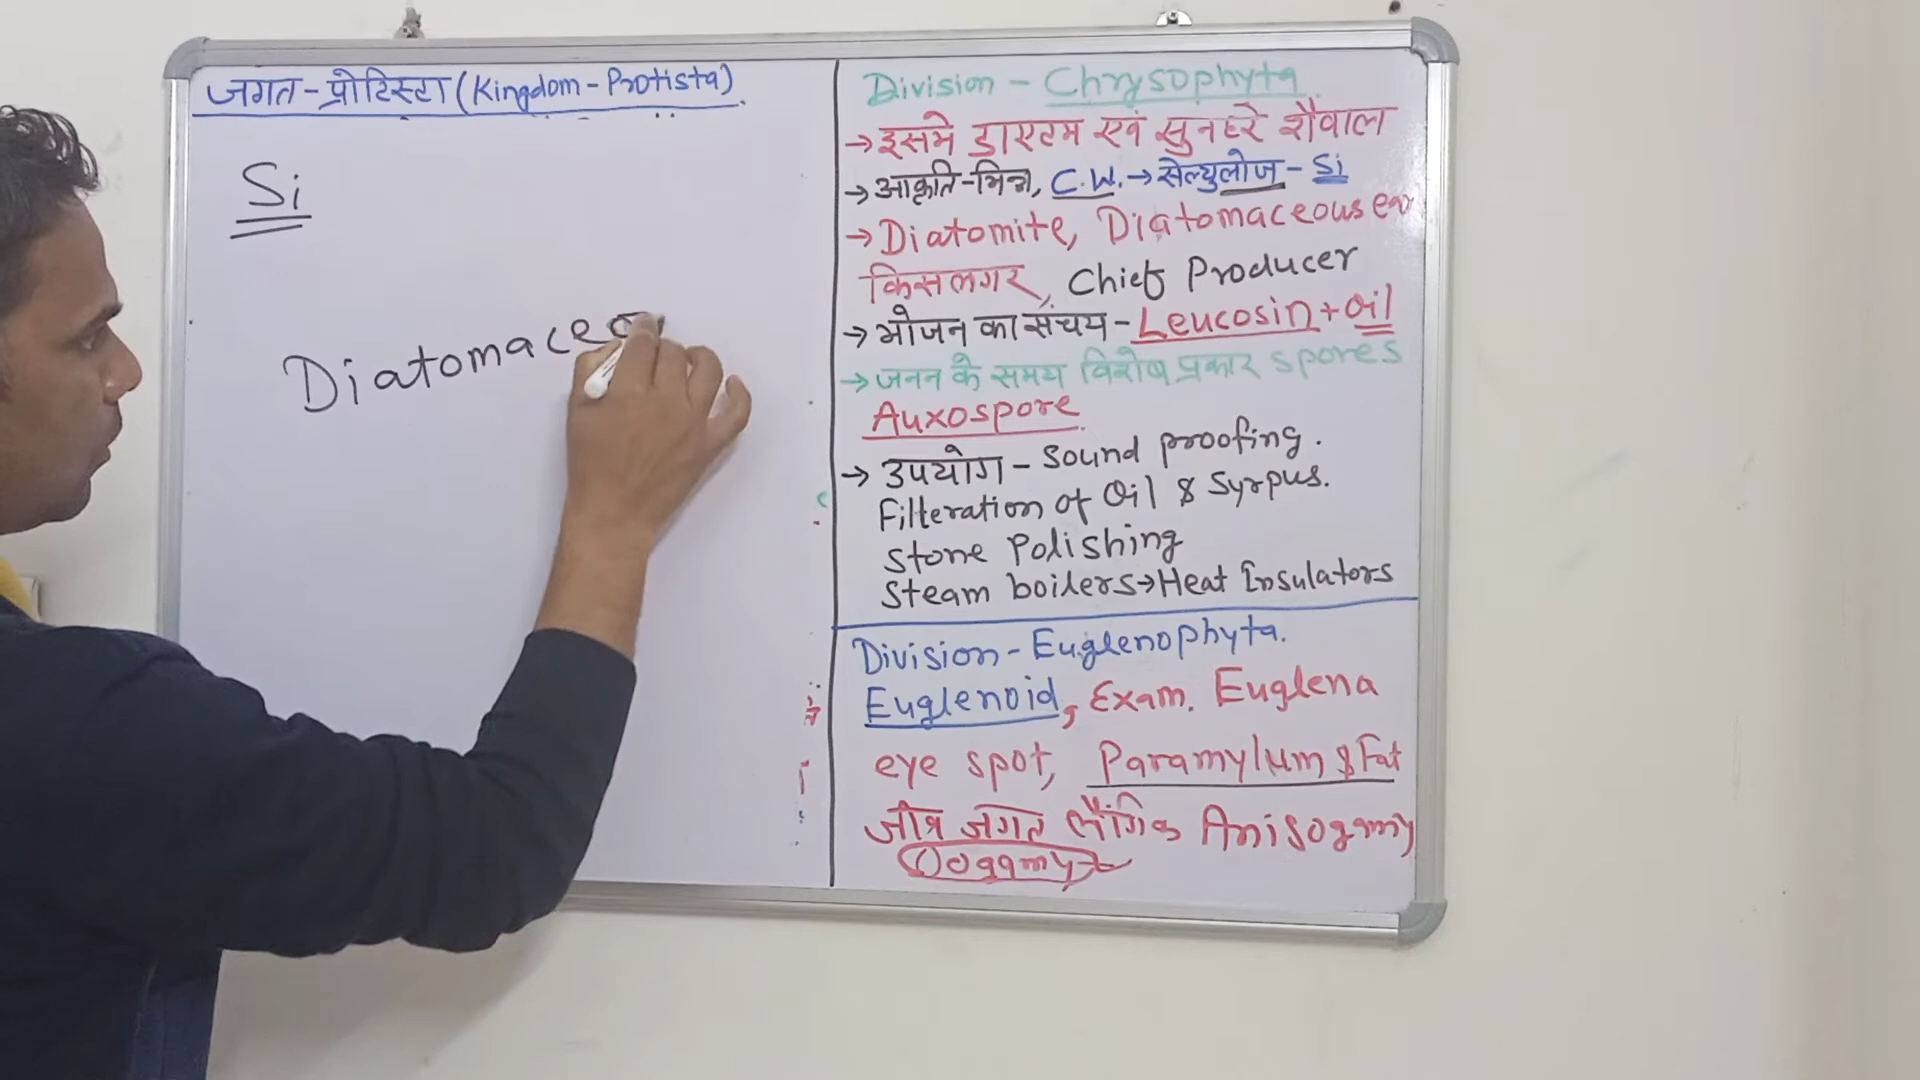 जगत-प्रोटिस्टा (Kingdom-Protista)
Si
Diatomaceo
Division - Chrysophyta.
→ इसमे डाएटम एवं सुनहरे शैवाल
→ आकृति-भिन्न, C.W. → सेल्युलोज - Si
→ Diatomite, Diatomaceous ear
किसलगर, Chief Producer
→ भोजन का संचय - Leucosin + Oil
→ जनन के समय विशेष प्रकार spores
Auxospore
→ उपयोग - Sound proofing.
Filteration of Oil & Syrpus.
Stone Polishing
Steam boilers → Heat Insulators
Division - Euglenophyta.
Euglenoid, Exam. Euglena
eye spot, Paramylum & Fat
जीव जगत लैंगिक Anisogamy
Oogamy